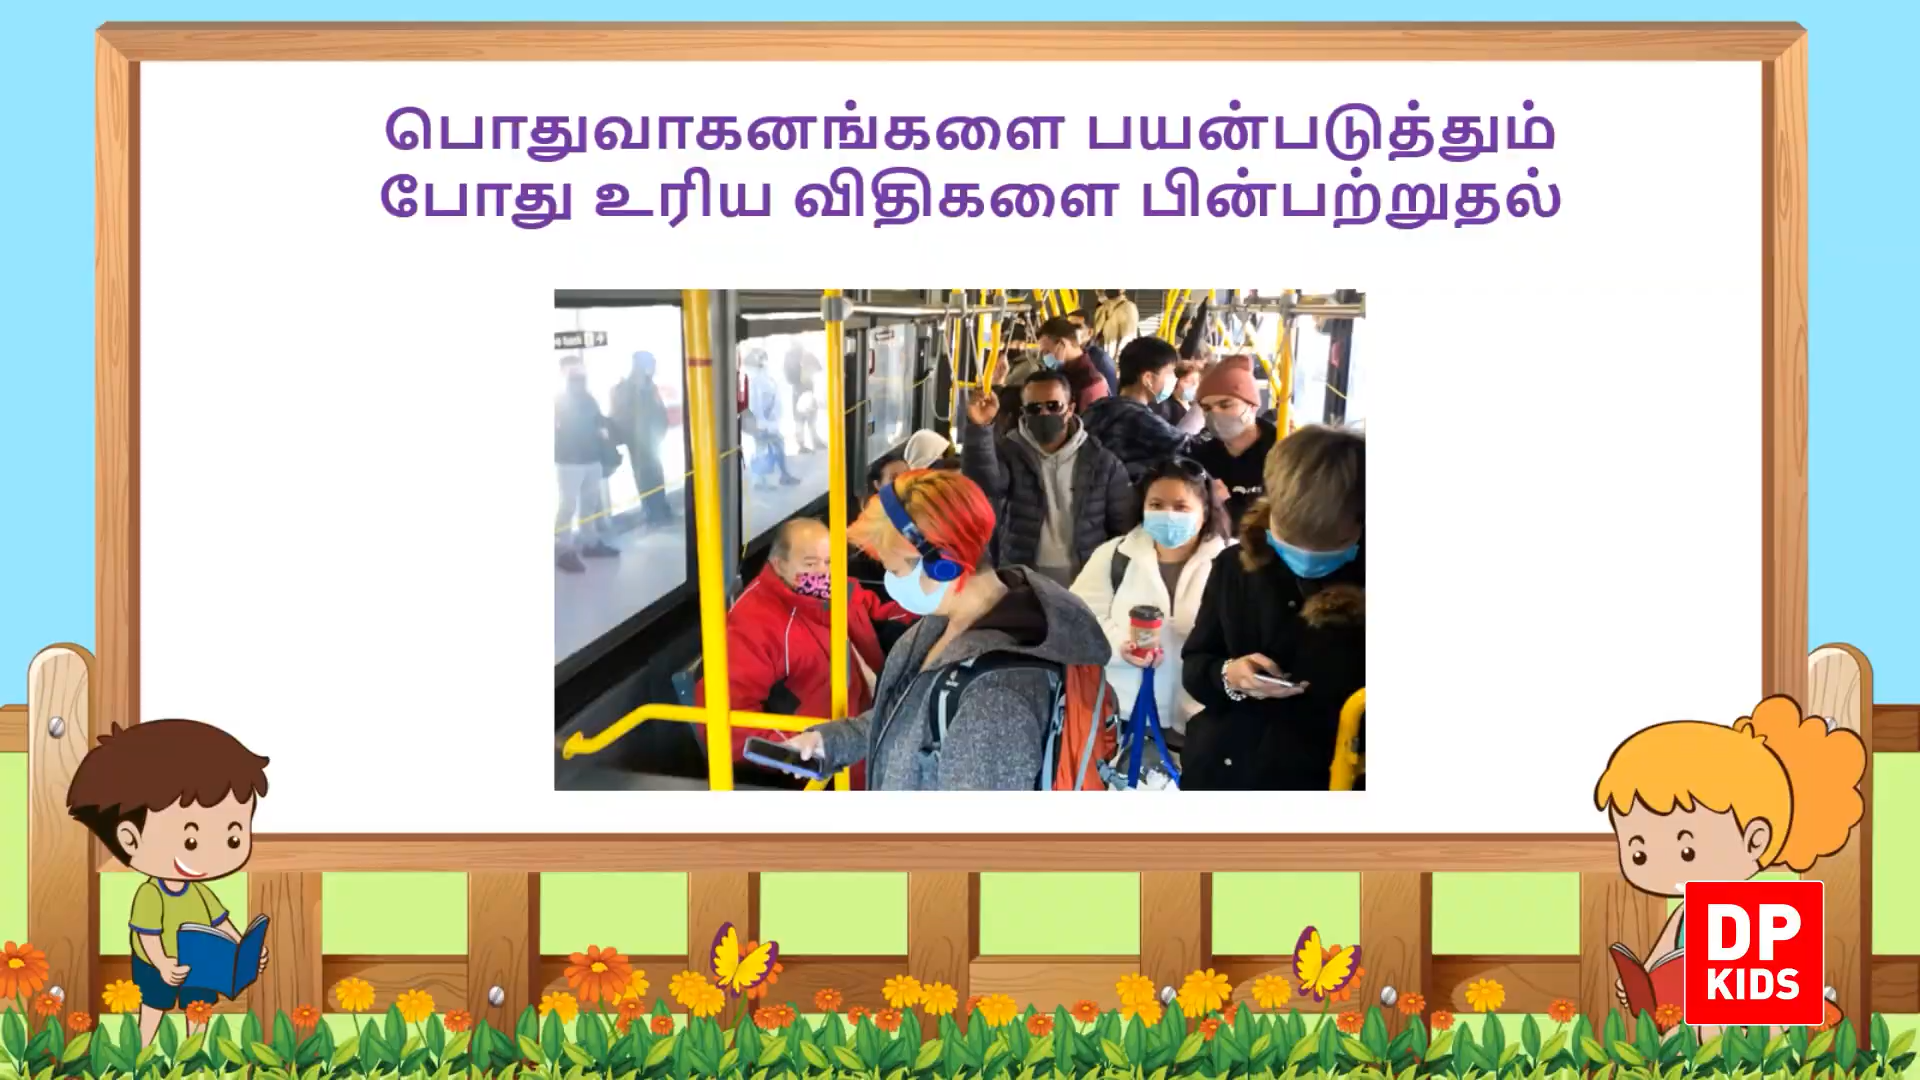 பொதுவாகனங்களை பயன்படுத்தும்
போது உரிய விதிகளை பின்பற்றுதல்
DP
KIDS